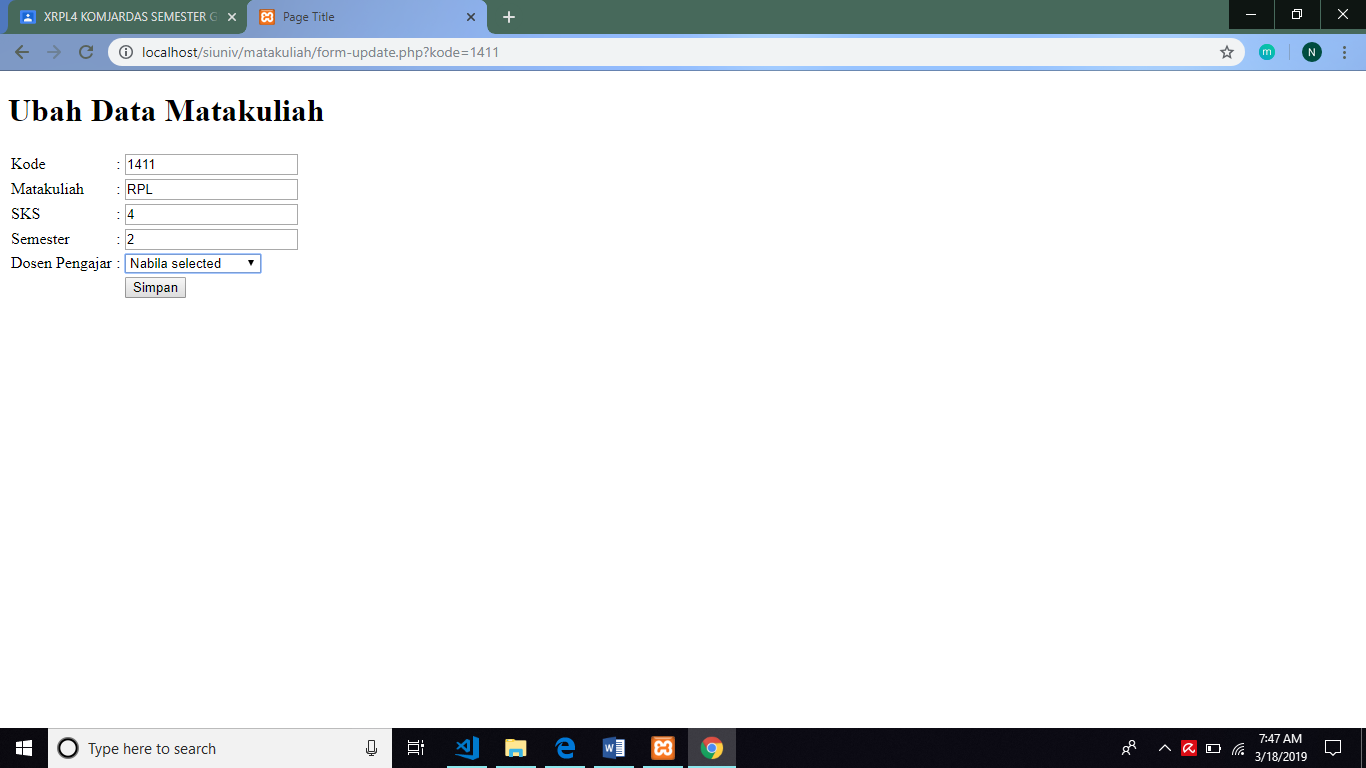 XRPL4 KOMJARDAS SEMESTER G
Page Title
localhost/siuniv/matakuliah/form-update.php?kode=1411
m
N
Ubah Data Matakuliah
Kode : 1411
Matakuliah : RPL
SKS : 4
Semester : 2
Dosen Pengajar : Nabila selected
Simpan
Type here to search
7:47 AM
3/18/2019